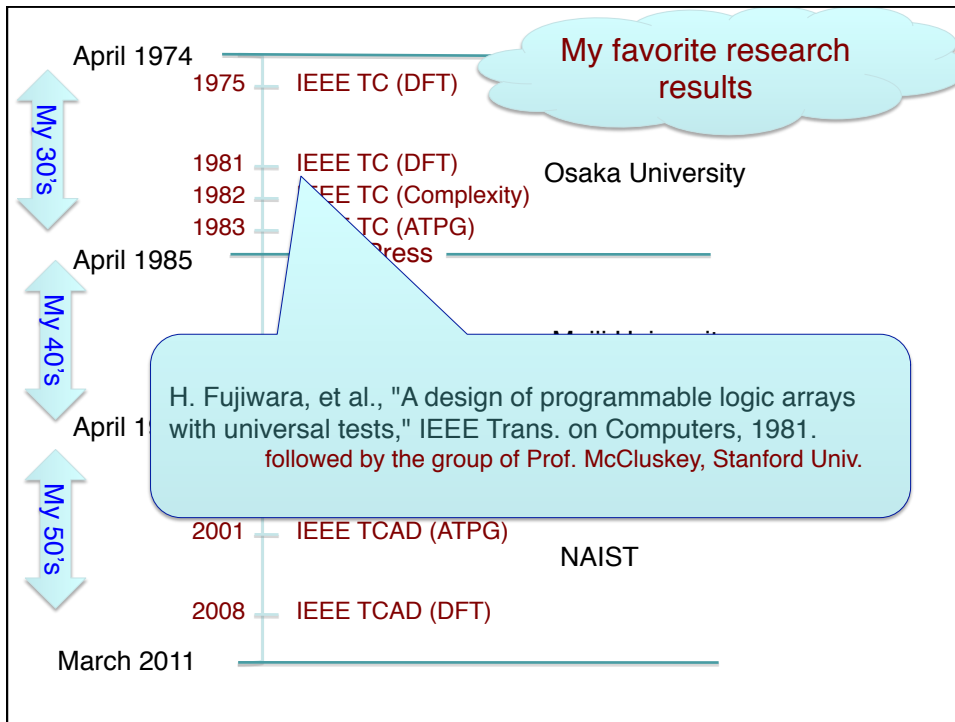 My favorite research
results
April 1974
1975 IEEE TC (DFT)
My 30's
1981 IEEE TC (DFT)
Osaka University
1982 TC (Complexity)
1983 TC (ATPG)
Press
April 1985
My 40's
H. Fujiwara, et al., "A design of programmable logic arrays
with universal tests," IEEE Trans. on Computers, 1981.
followed by the group of Prof. McCluskey, Stanford Univ.
April
My 50's
2001 IEEE TCAD (ATPG)
NAIST
2008 IEEE TCAD (DFT)
March 2011